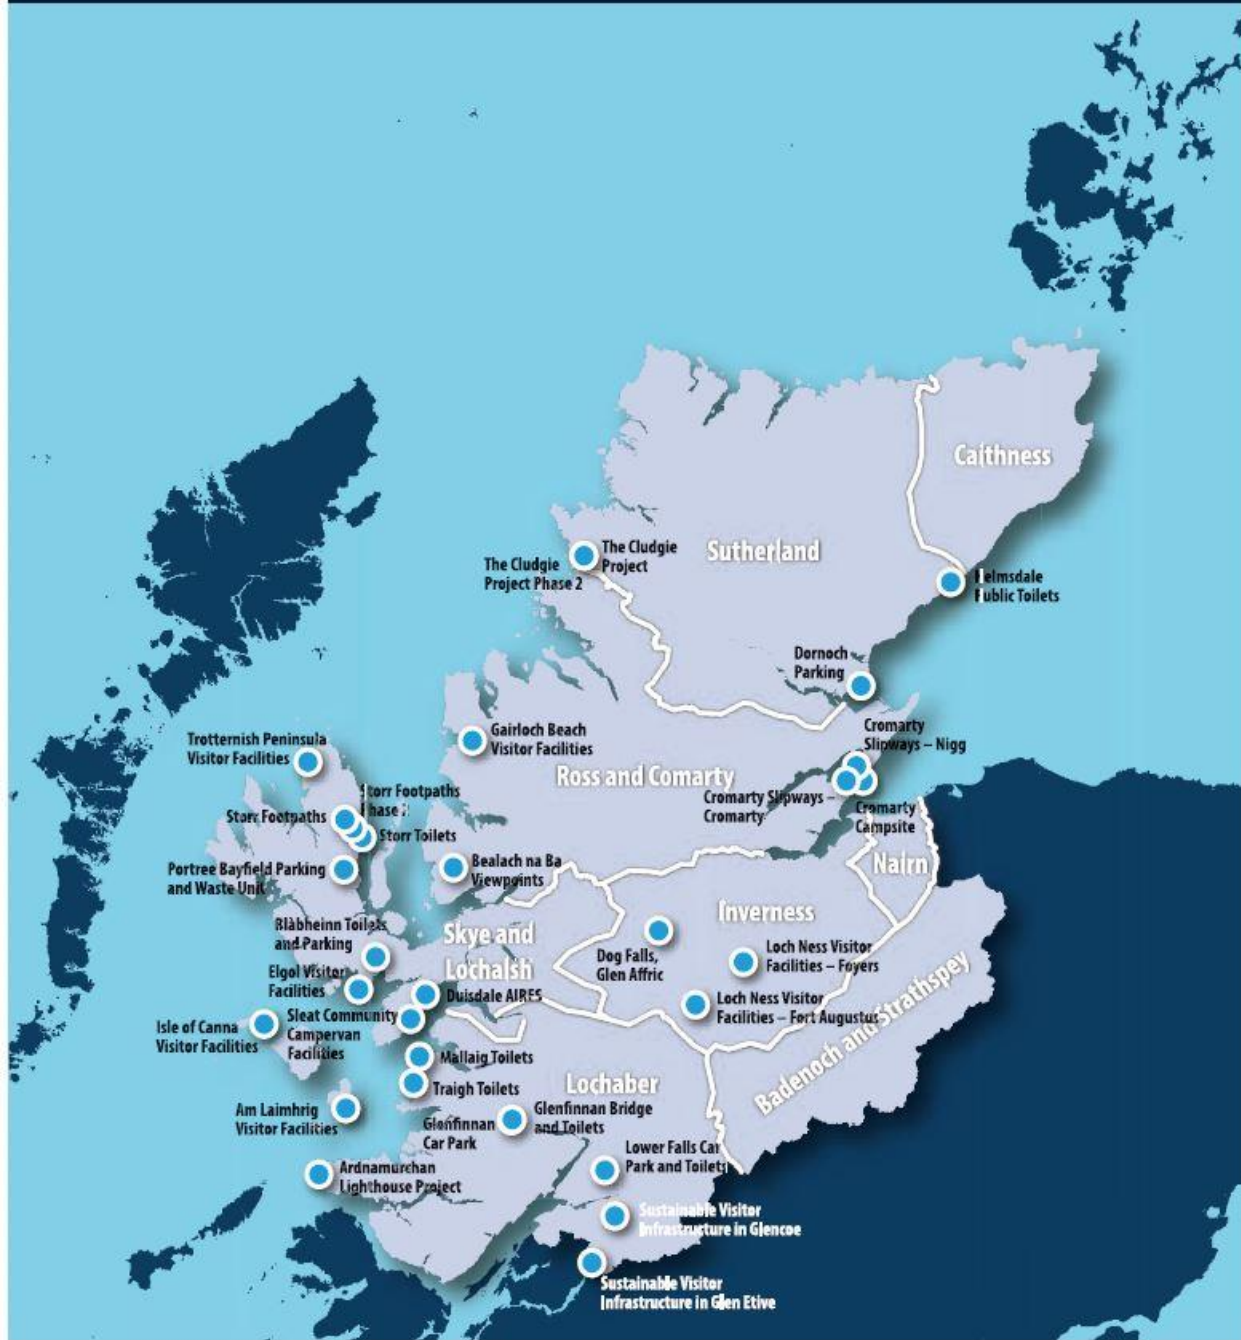 Caithness
Sutherland
The Cludgie
Project
The Cludgie
Project Phase 2
Helmsdale
Public Toilets
Dornoch
Parking
Cromarty
Slipways – Nigg
Gairloch Beach
Visitor Facilities
Trotternish Peninsula
Visitor Facilities
Ross and Comarty
Storr Footpaths
Phase 2
Cromarty Slipways –
Cromarty
Storr Footpaths
Cromarty
Campsite
Storr Toilets
Portree Bayfield Parking
and Waste Unit
Bealach na Ba
Viewpoints
Nairn
Inverness
Blàbheinn Toilets
and Parking
Skye and
Lochalsh
Dog Falls,
Glen Affric
Loch Ness Visitor
Facilities – Foyers
Elgol Visitor
Facilities
Duisdale AIRES
Loch Ness Visitor
Facilities – Fort Augustus
Isle of Canna
Visitor Facilities
Sleat Community
Campervan
Facilities
Badenoch and Strathspey
Mallaig Toilets
Lochaber
Traigh Toilets
Am Laimhrig
Visitor Facilities
Glenfinnan
Car Park
Glenfinnan Bridge
and Toilets
Lower Falls Car
Park and Toilets
Ardnamurchan
Lighthouse Project
Sustainable Visitor
Infrastructure in Glencoe
Sustainable Visitor
Infrastructure in Glen Etive